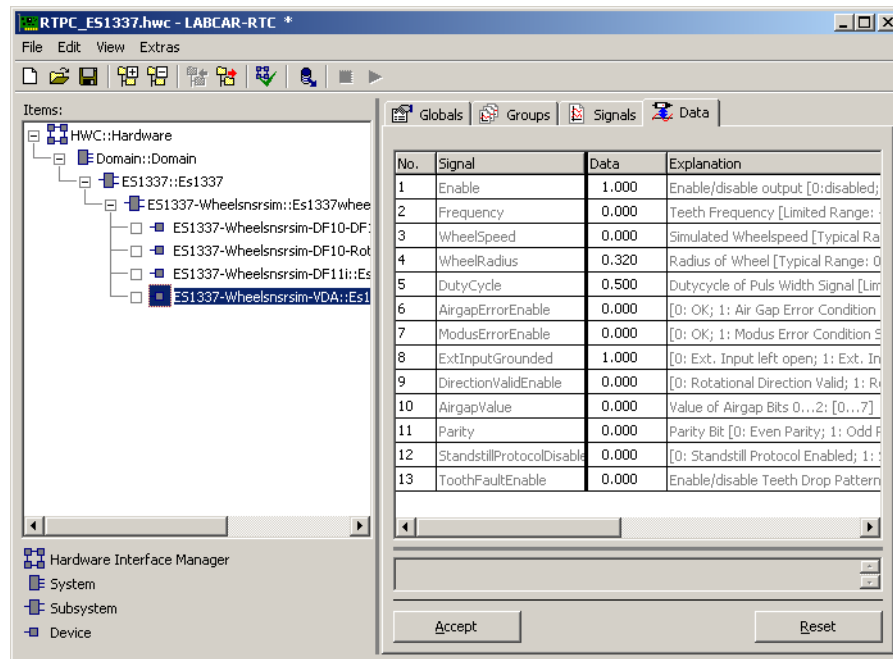 RTPC_ES1337.hwc - LABCAR-RTC *
File Edit View Extras
Items:
HWC::Hardware
Domain::Domain
ES1337::Es1337
ES1337-Wheelsnsrsim::Es1337whee
ES1337-Wheelsnsrsim-DF10-DF1
ES1337-Wheelsnsrsim-DF10-Rot
ES1337-Wheelsnsrsim-DF11i::Es
ES1337-Wheelsnsrsim-VDA::Es1
Hardware Interface Manager
System
Subsystem
Device
Globals Groups Signals Data
No. Signal Data Explanation
1 Enable 1.000 Enable/disable output [0:disabled;
2 Frequency 0.000 Teeth Frequency [Limited Range: -
3 WheelSpeed 0.000 Simulated Wheelspeed [Typical Ra
4 WheelRadius 0.320 Radius of Wheel [Typical Range: 0
5 DutyCycle 0.500 Dutycycle of Puls Width Signal [Lim
6 AirgapErrorEnable 0.000 [0: OK; 1: Air Gap Error Condition
7 ModusErrorEnable 0.000 [0: OK; 1: Modus Error Condition S
8 ExtInputGrounded 1.000 [0: Ext. Input left open; 1: Ext. In
9 DirectionValidEnable 0.000 [0: Rotational Direction Valid; 1: R
10 AirgapValue 0.000 Value of Airgap Bits 0...2: [0...7]
11 Parity 0.000 Parity Bit [0: Even Parity; 1: Odd P
12 StandstillProtocolDisable 0.000 [0: Standstill Protocol Enabled; 1:
13 ToothFaultEnable 0.000 Enable/disable Teeth Drop Pattern
Accept Reset